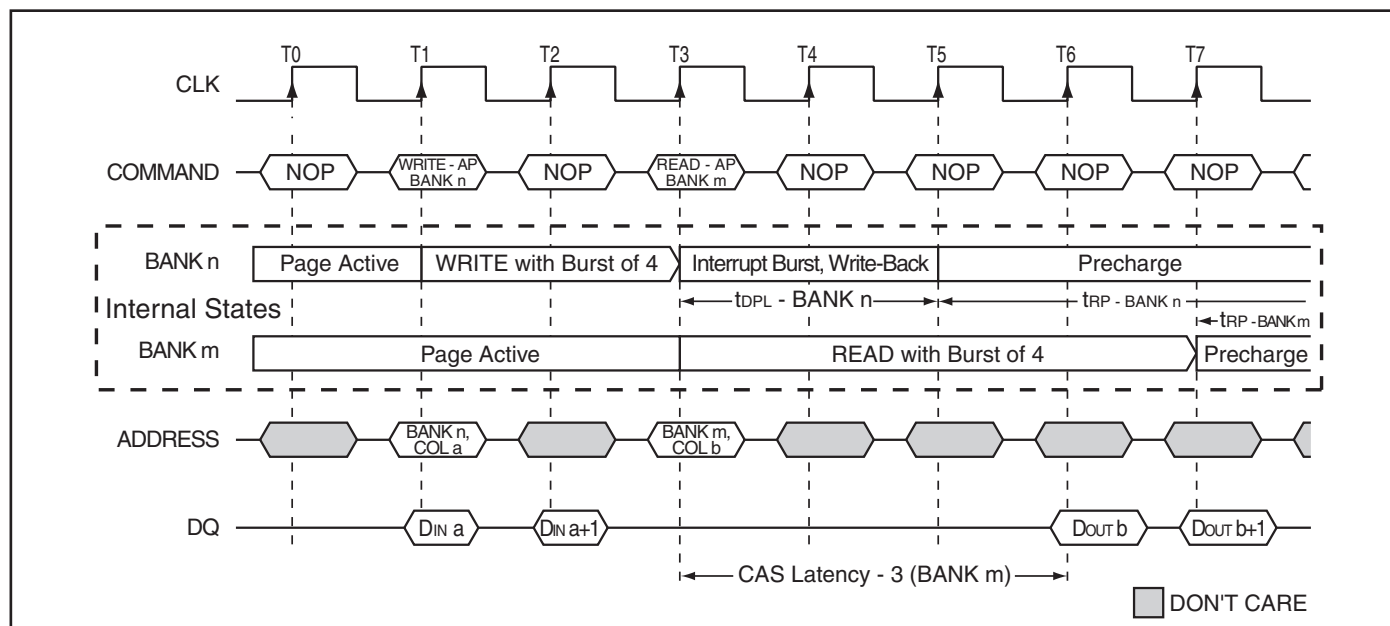 T0 T1 T2 T3 T4 T5 T6 T7
CLK
COMMAND NOP WRITE - AP BANK n NOP READ - AP BANK m NOP NOP NOP NOP
BANK n Page Active WRITE with Burst of 4 Interrupt Burst, Write-Back Precharge
tDPL - BANK n tRP - BANK n
Internal States
tRP - BANK m
BANK m Page Active READ with Burst of 4 Precharge
ADDRESS BANK n, COL a BANK m, COL b
DQ DIN a DIN a+1 DOUT b DOUT b+1
CAS Latency - 3 (BANK m)
DON'T CARE